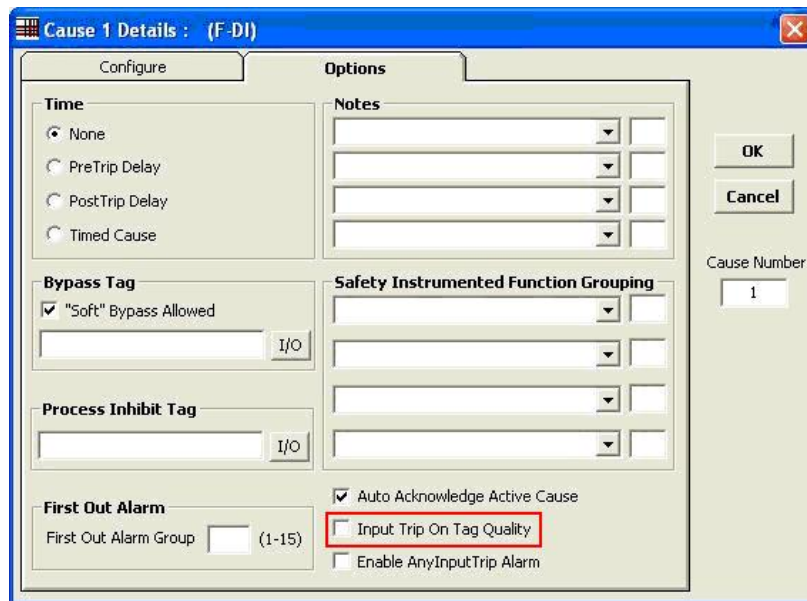 Cause 1 Details :   (F-DI)
Configure
Options
Time
None
PreTrip Delay
PostTrip Delay
Timed Cause
Notes
OK
Cancel
Cause Number
1
Bypass Tag
"Soft" Bypass Allowed
I/O
Safety Instrumented Function Grouping
Process Inhibit Tag
I/O
First Out Alarm
First Out Alarm Group (1-15)
Auto Acknowledge Active Cause
Input Trip On Tag Quality
Enable AnyInputTrip Alarm